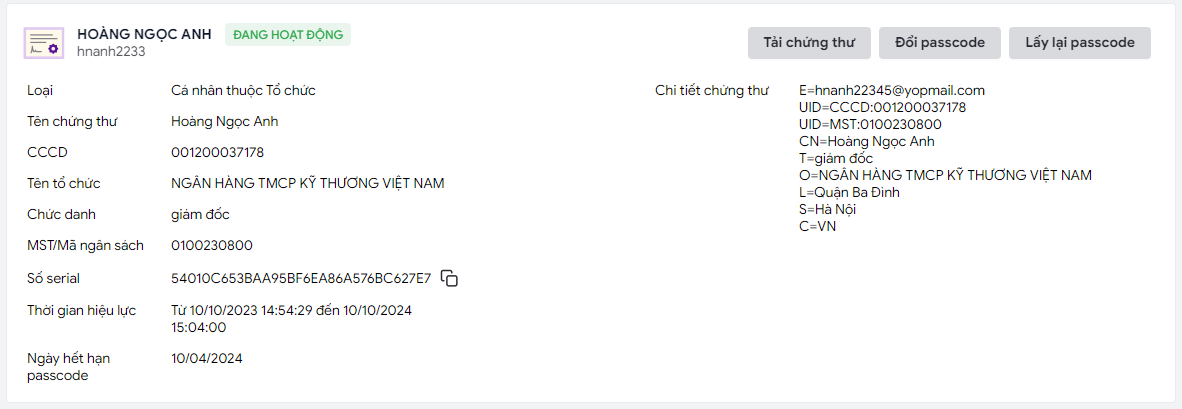 HOÀNG NGỌC ANH ĐANG HOẠT ĐỘNG
hnanh2233
Tải chứng thư Đổi passcode Lấy lại passcode
Loại Cá nhân thuộc Tổ chức
Tên chứng thư Hoàng Ngọc Anh
CCCD 001200037178
Tên tổ chức NGÂN HÀNG TMCP KỸ THƯƠNG VIỆT NAM
Chức danh giám đốc
MST/Mã ngân sách 0100230800
Số serial 54010C653BAA95BF6EA86A576BC627E7
Thời gian hiệu lực Từ 10/10/2023 14:54:29 đến 10/10/2024
15:04:00
Ngày hết hạn 10/04/2024
passcode
Chi tiết chứng thư E=hnanh22345@yopmail.com
UID=CCCD:001200037178
UID=MST:0100230800
CN=Hoàng Ngọc Anh
T=giám đốc
O=NGÂN HÀNG TMCP KỸ THƯƠNG VIỆT NAM
L=Quận Ba Đình
S=Hà Nội
C=VN